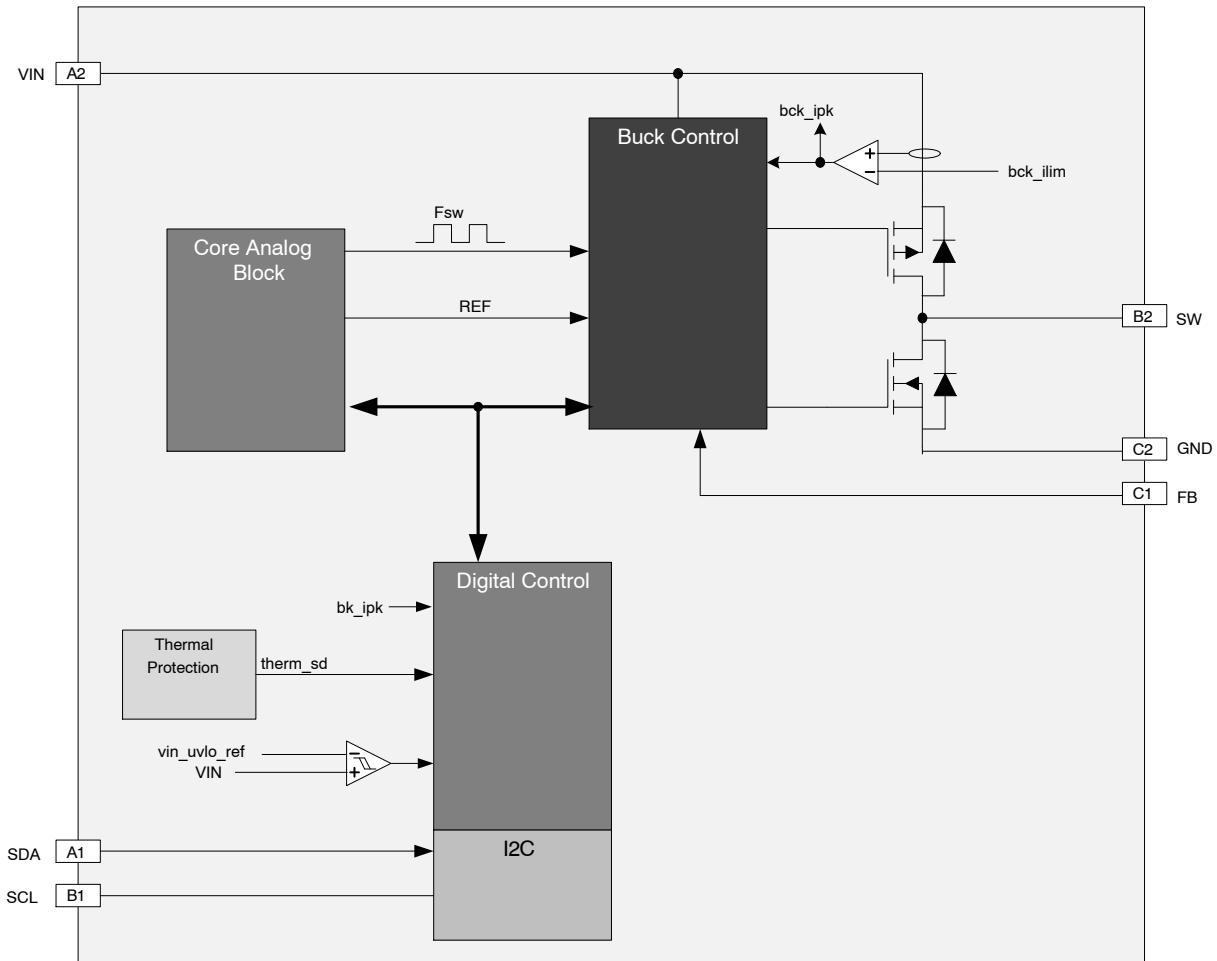 VIN
A2
bck_ipk
Buck Control
+
−
bck_ilim
Fsw
Core Analog
Block
REF
B2
SW
C2
GND
C1
FB
Digital Control
bk_ipk
Thermal
Protection
therm_sd
vin_uvlo_ref
−
VIN
+
I2C
SDA
A1
SCL
B1